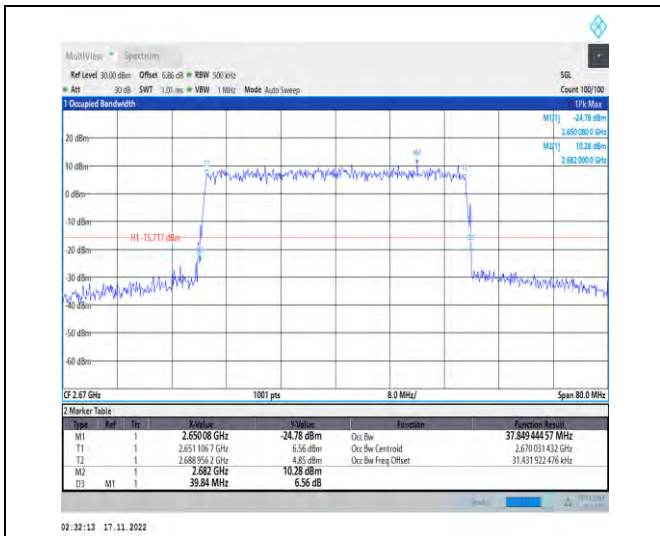 MultiView Spectrum
Ref Level 30.00 dBm Offset 6.86 dB RBW 500 kHz SGL
Att 30 dB SWT 1.01 ms VBW 1 MHz Mode Auto Sweep Count 100/100
1 Occupied Bandwidth 1Pk Max
M1[1] -24.78 dBm
2.6500800 GHz
M2[1] 10.28 dBm
2.6820000 GHz
20 dBm
M2
10 dBm
0 dBm
-10 dBm
H1 -15.717 dBm
-20 dBm
-30 dBm
-40 dBm
-50 dBm
-60 dBm
CF 2.67 GHz 1001 pts 8.0 MHz/ Span 80.0 MHz
2 Marker Table
Type Ref Trc X-Value Y-Value Function Function Result
M1 1 2.65008 GHz -24.78 dBm Occ Bw 37.849 444 57 MHz
T1 1 2.651 106 7 GHz 6.56 dBm Occ Bw Centroid 2.670 031 432 GHz
T2 1 2.688 956 2 GHz 4.85 dBm Occ Bw Freq Offset 31.431 922 476 kHz
M2 1 2.682 GHz 10.28 dBm
D3 M1 1 39.84 MHz 6.56 dB
02:32:13 17.11.2022